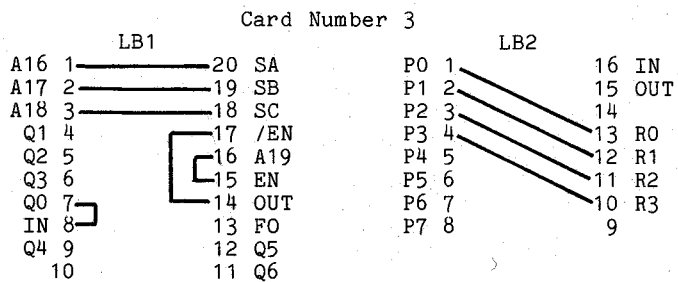 Card Number 3
LB1 LB2
A16 1 20 SA P0 1 16 IN
A17 2 19 SB P1 2 15 OUT
A18 3 18 SC P2 3 14
Q1 4 17 /EN P3 4 13 R0
Q2 5 16 A19 P4 5 12 R1
Q3 6 15 EN P5 6 11 R2
Q0 7 14 OUT P6 7 10 R3
IN 8 13 FO P7 8 9
Q4 9 12 Q5
10 11 Q6